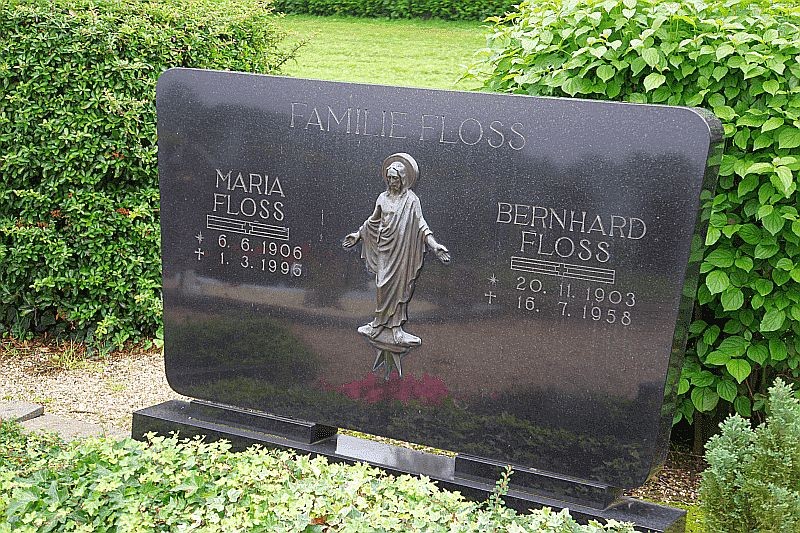 FAMILIE FLOSS
MARIA
FLOSS
* 6. 6. 1906
✝ 1. 3. 1996
BERNHARD
FLOSS
* 20. 11. 1903
✝ 16. 7. 1958